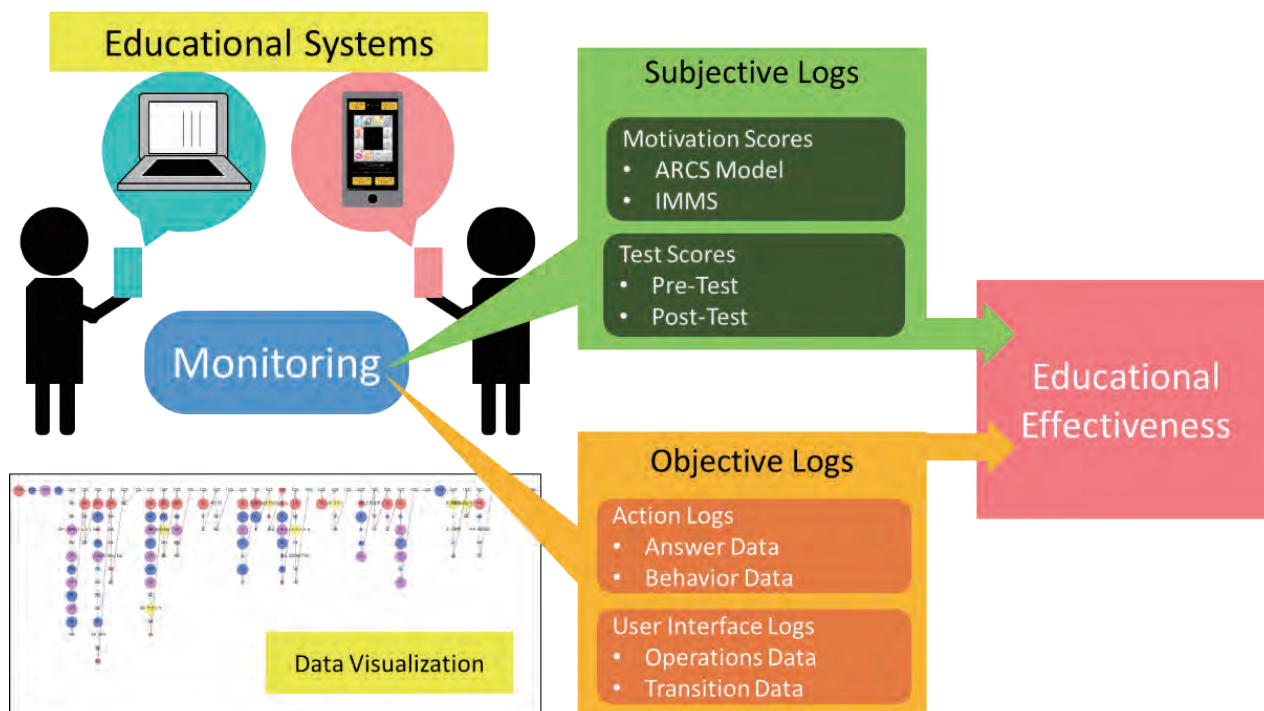 Educational Systems
Monitoring
Data Visualization
Subjective Logs
Motivation Scores
• ARCS Model
• IMMS
Test Scores
• Pre-Test
• Post-Test
Objective Logs
Action Logs
• Answer Data
• Behavior Data
User Interface Logs
• Operations Data
• Transition Data
Educational
Effectiveness